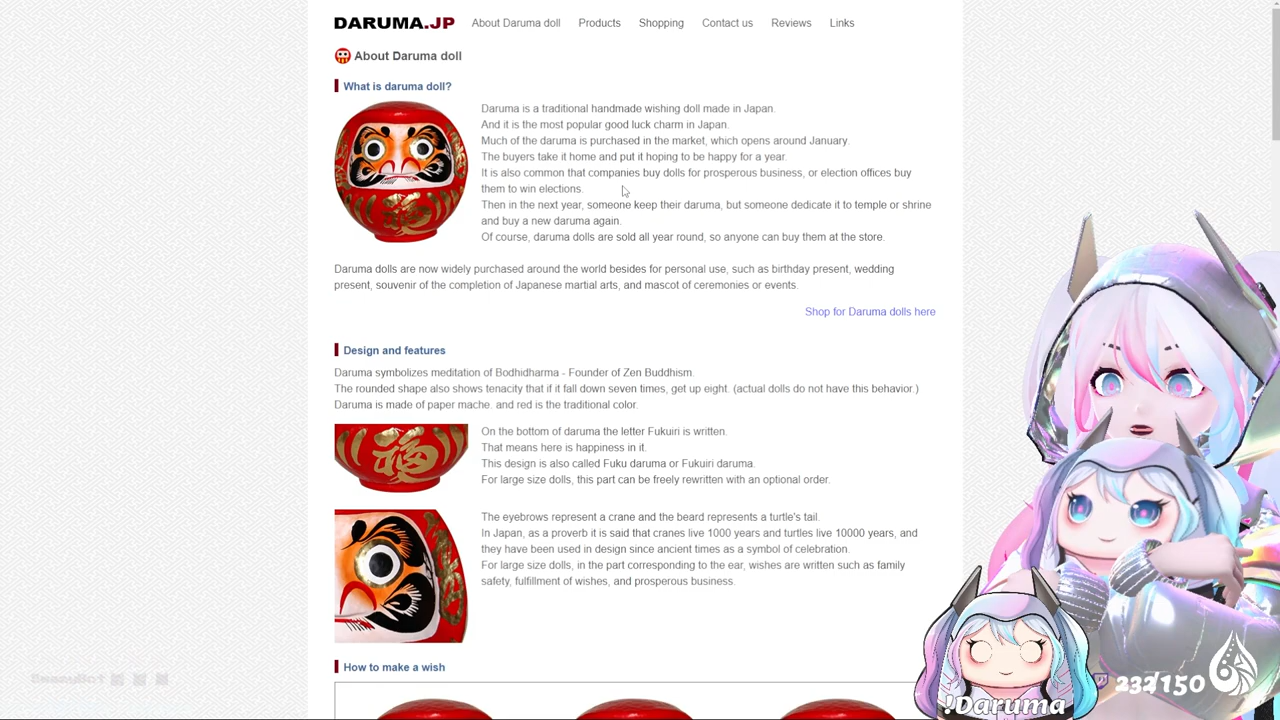 DARUMA.JP About Daruma doll Products Shopping Contact us Reviews Links
About Daruma doll
What is daruma doll?
Daruma is a traditional handmade wishing doll made in Japan.
And it is the most popular good luck charm in Japan.
Much of the daruma is purchased in the market, which opens around January.
The buyers take it home and put it hoping to be happy for a year.
It is also common that companies buy dolls for prosperous business, or election offices buy
them to win elections.
Then in the next year, someone keep their daruma, but someone dedicate it to temple or shrine
and buy a new daruma again.
Of course, daruma dolls are sold all year round, so anyone can buy them at the store.
Daruma dolls are now widely purchased around the world besides for personal use, such as birthday present, wedding
present, souvenir of the completion of Japanese martial arts, and mascot of ceremonies or events.
Shop for Daruma dolls here
Design and features
Daruma symbolizes meditation of Bodhidharma - Founder of Zen Buddhism.
The rounded shape also shows tenacity that if it fall down seven times, get up eight. (actual dolls do not have this behavior.)
Daruma is made of paper mache. and red is the traditional color.
福
On the bottom of daruma the letter Fukuiri is written.
That means here is happiness in it.
This design is also called Fuku daruma or Fukuiri daruma.
For large size dolls, this part can be freely rewritten with an optional order.
The eyebrows represent a crane and the beard represents a turtle's tail.
In Japan, as a proverb it is said that cranes live 1000 years and turtles live 10000 years, and
they have been used in design since ancient times as a symbol of celebration.
For large size dolls, in the part corresponding to the ear, wishes are written such as family
safety, fulfillment of wishes, and prosperous business.
How to make a wish
232/150
!Daruma